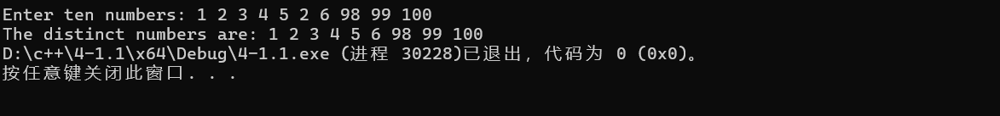 Enter ten numbers: 1 2 3 4 5 2 6 98 99 100
The distinct numbers are: 1 2 3 4 5 6 98 99 100
D:\c++\4-1.1\x64\Debug\4-1.1.exe (进程 30228)已退出，代码为 0 (0x0)。
按任意键关闭此窗口. . .